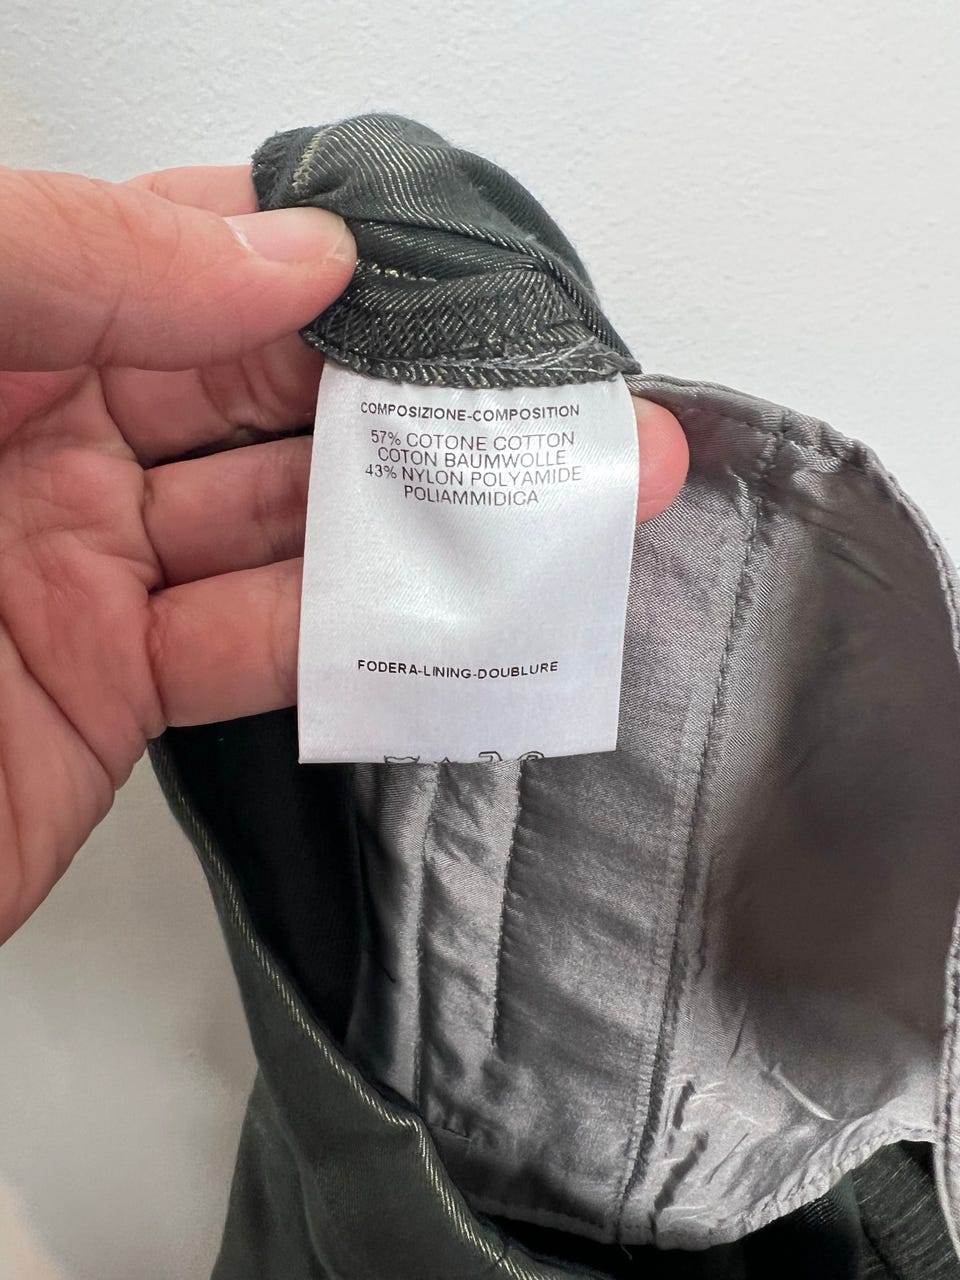 COMPOSIZIONE-COMPOSITION
57% COTONE COTTON
COTON BAUMWOLLE
43% NYLON POLYAMIDE
POLIAMMIDICA
FODERA-LINING-DOUBLURE